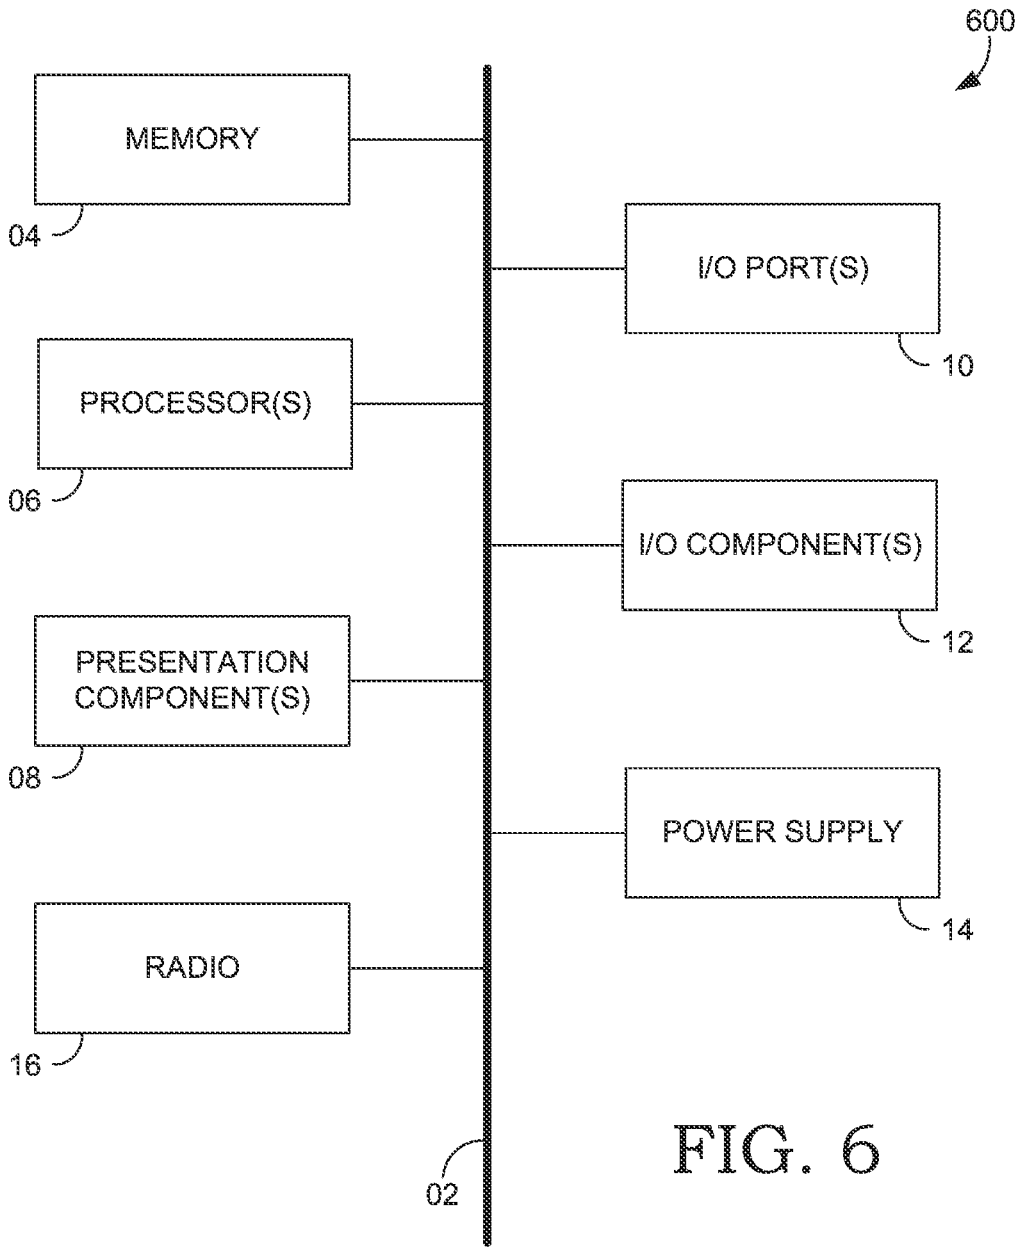 600
MEMORY
04
I/O PORT(S)
10
PROCESSOR(S)
06
I/O COMPONENT(S)
12
PRESENTATION
COMPONENT(S)
08
POWER SUPPLY
14
RADIO
16
02
FIG. 6